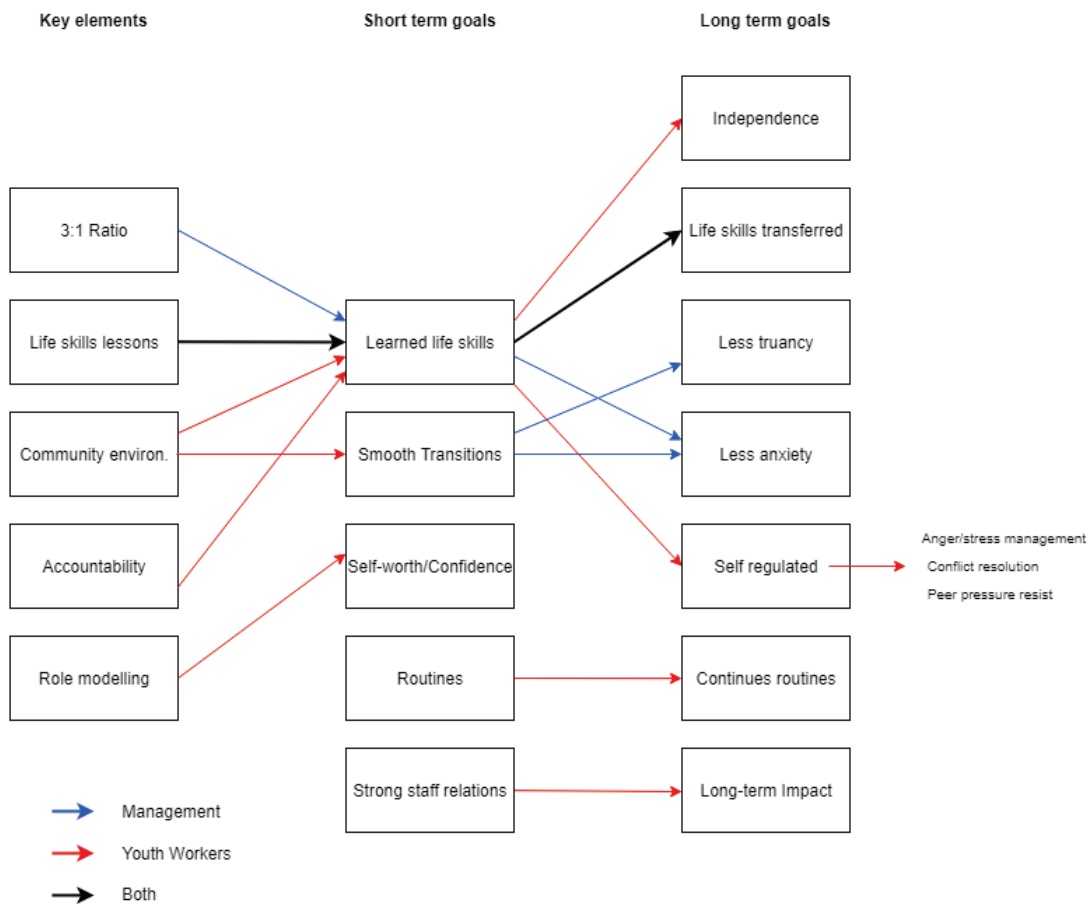 Key elements
Short term goals
Long term goals
Independence
3:1 Ratio
Life skills transferred
Life skills lessons
Learned life skills
Less truancy
Community environ.
Smooth Transitions
Less anxiety
Accountability
Self-worth/Confidence
Self regulated
Anger/stress management
Conflict resolution
Peer pressure resist
Role modelling
Routines
Continues routines
Strong staff relations
Long-term Impact
Management
Youth Workers
Both